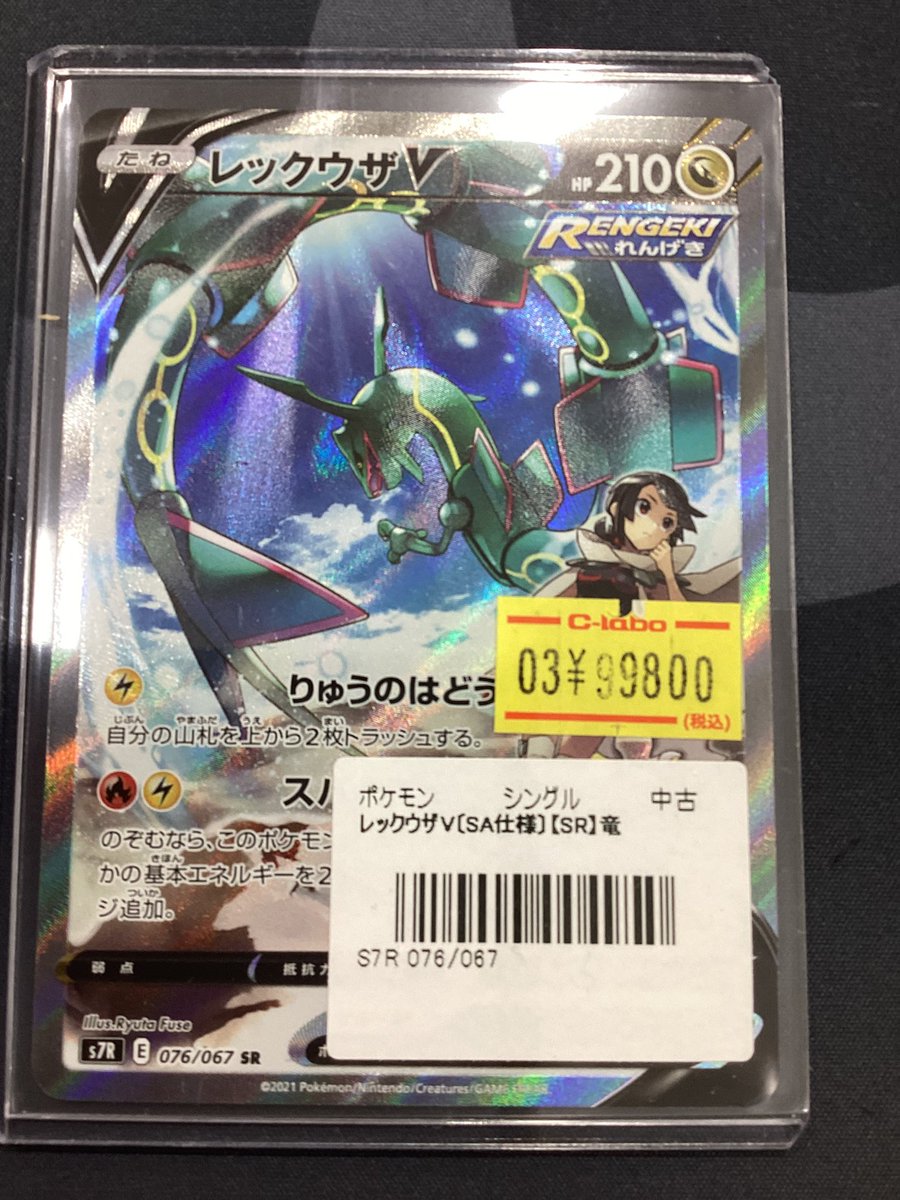 たね レックウザV HP 210
RENGEKI
れんげき
C-labo
03¥99800
(税込)
りゅうのはどう
自分の山札を上から2枚トラッシュする。
スパ
のぞむなら、このポケモン
かの基本エネルギーを2
ジ追加。
ポケモン シングル 中古
レックウザV〔SA仕様〕【SR】竜
S7R 076/067
弱点 抵抗力
Illus.Ryuta Fuse
s7R E 076/067 SR
©2021 Pokémon/Nintendo/Creatures/GAME FREAK